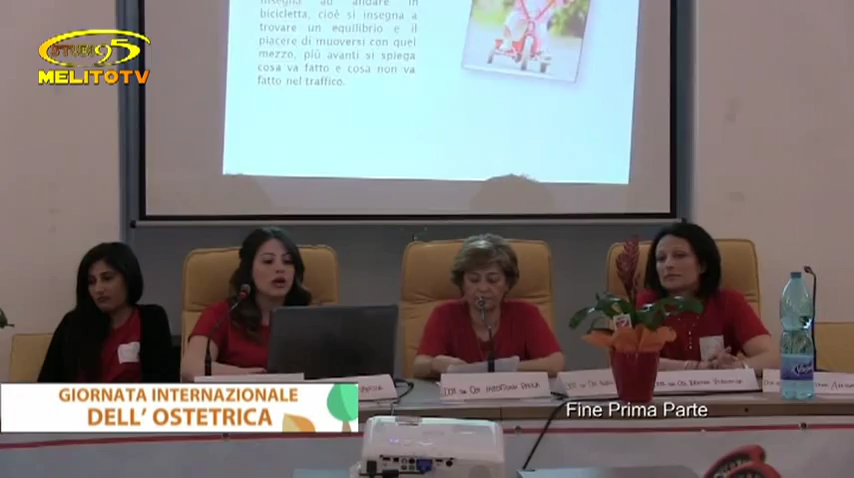 insegna ad andare in
bicicletta, cioè si insegna a
trovare un equilibrio e il
piacere di muoversi con quel
mezzo, più avanti si spiega
cosa va fatto e cosa non va
fatto nel traffico.
STUDIO 95
MELITOTV
GIORNATA INTERNAZIONALE
DELL' OSTETRICA
Fine Prima Parte